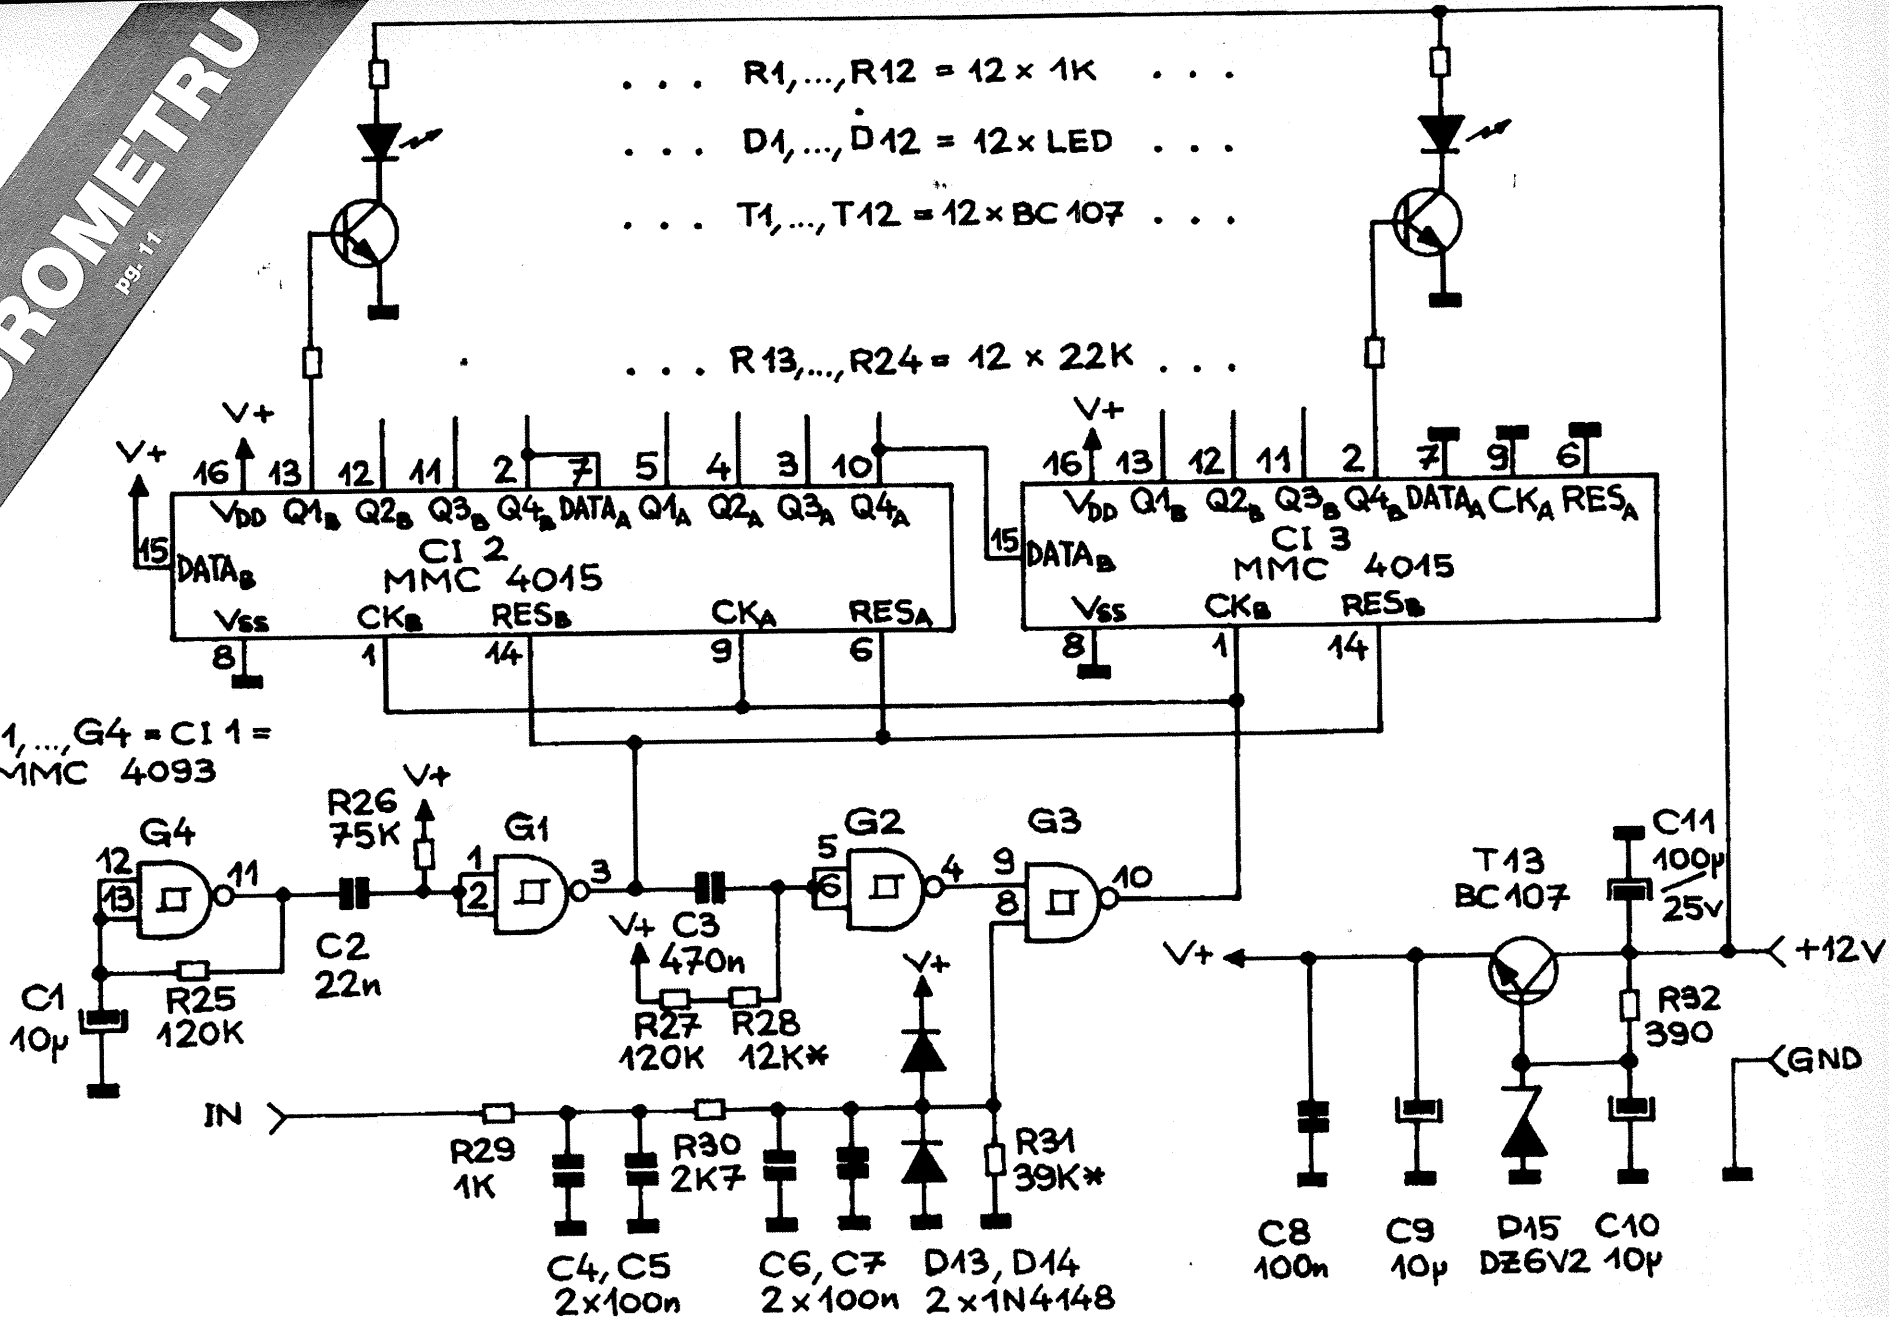 ROMETRU
pg. 11
. . . R1,...,R12 = 12 × 1K . . .
. . . D1,...,D12 = 12 × LED . . .
. . . T1,...,T12 = 12 × BC 107 . . .
. . . R13,...,R24 = 12 × 22K . . .
V+ V+ V+
16 13 12 11 2 7 5 4 3 10 16 13 12 11 2 7 9 6
VDD Q1B Q2B Q3B Q4B DATAA Q1A Q2A Q3A Q4A VDD Q1B Q2B Q3B Q4B DATAA CKA RESA
15 DATAB CI 2 15 DATAB CI 3
MMC 4015 MMC 4015
VSS CKB RESB CKA RESA VSS CKB RESB
8 1 14 9 6 8 1 14
1,...,G4 = CI 1 =
MMC 4093
V+
R26
75K
G4 G1 G2 G3
12 13 11 1 2 3 5 6 4 9 8 10
C1
10µ
R25
120K
C2
22n
V+
C3
470n
R27
120K
R28
12K*
V+
IN
R29
1K
R30
2K7
R31
39K*
C4, C5
2×100n
C6, C7
2×100n
D13, D14
2×1N4148
T13
BC107
C11
100µ
25v
V+ +12V
R32
390
GND
C8
100n
C9
10µ
D15
DZ6V2
C10
10µ